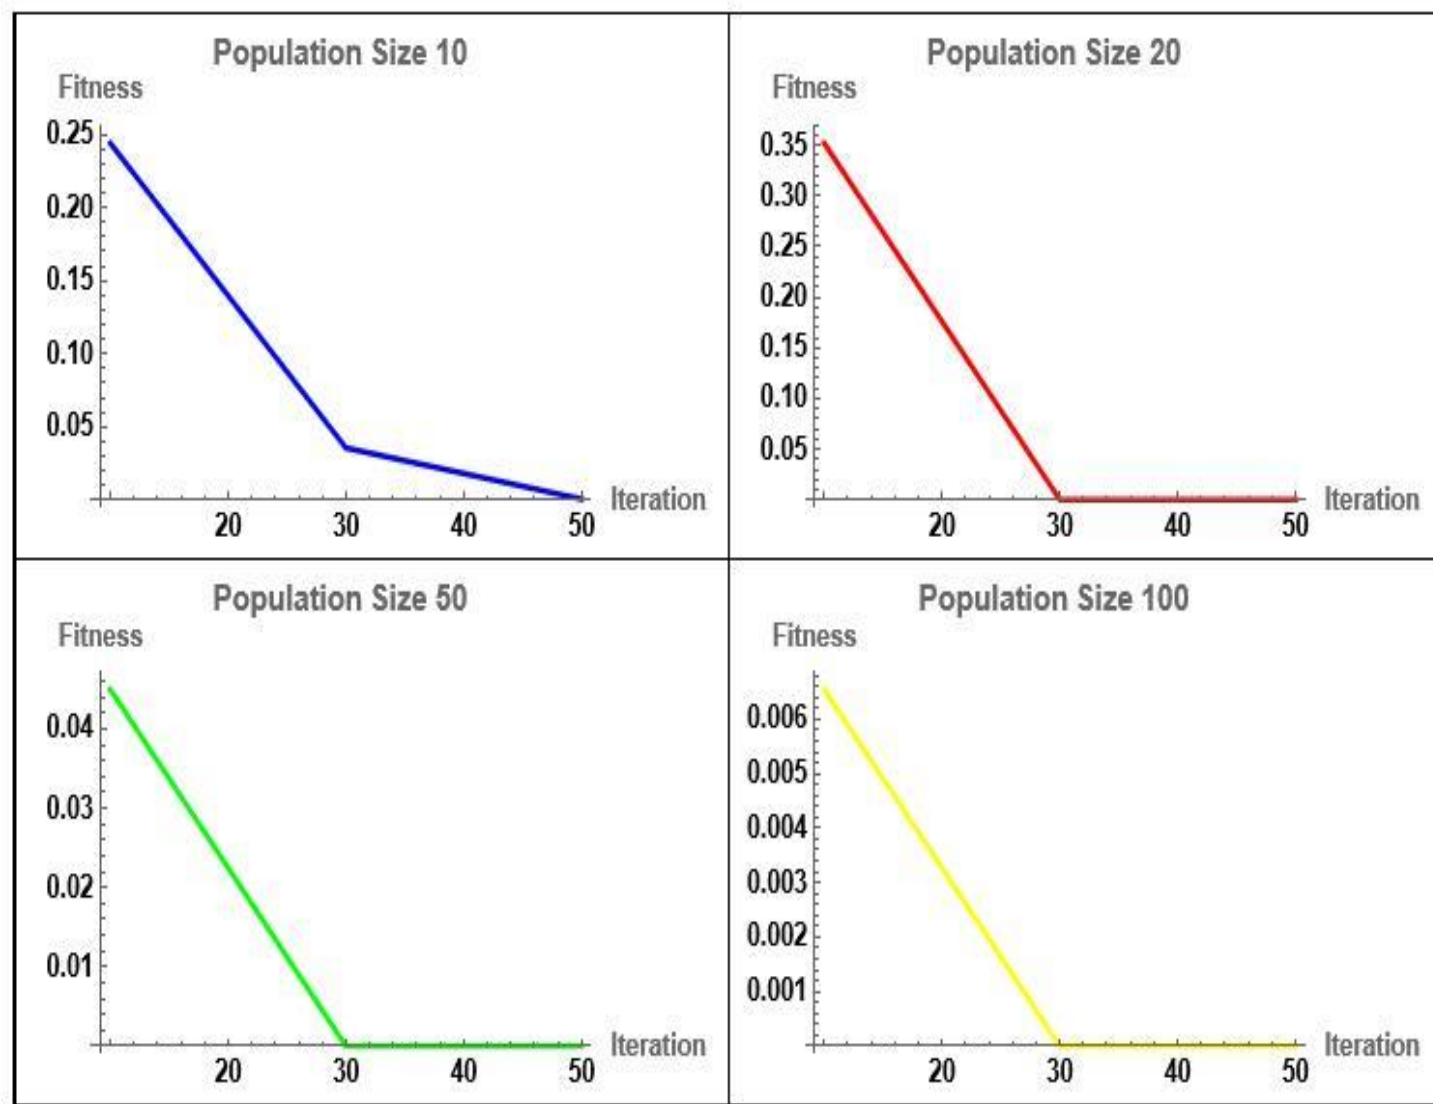 Population Size 10
Fitness
0.25
0.20
0.15
0.10
0.05
20 30 40 50 Iteration
Population Size 20
Fitness
0.35
0.30
0.25
0.20
0.15
0.10
0.05
20 30 40 50 Iteration
Population Size 50
Fitness
0.04
0.03
0.02
0.01
20 30 40 50 Iteration
Population Size 100
Fitness
0.006
0.005
0.004
0.003
0.002
0.001
20 30 40 50 Iteration